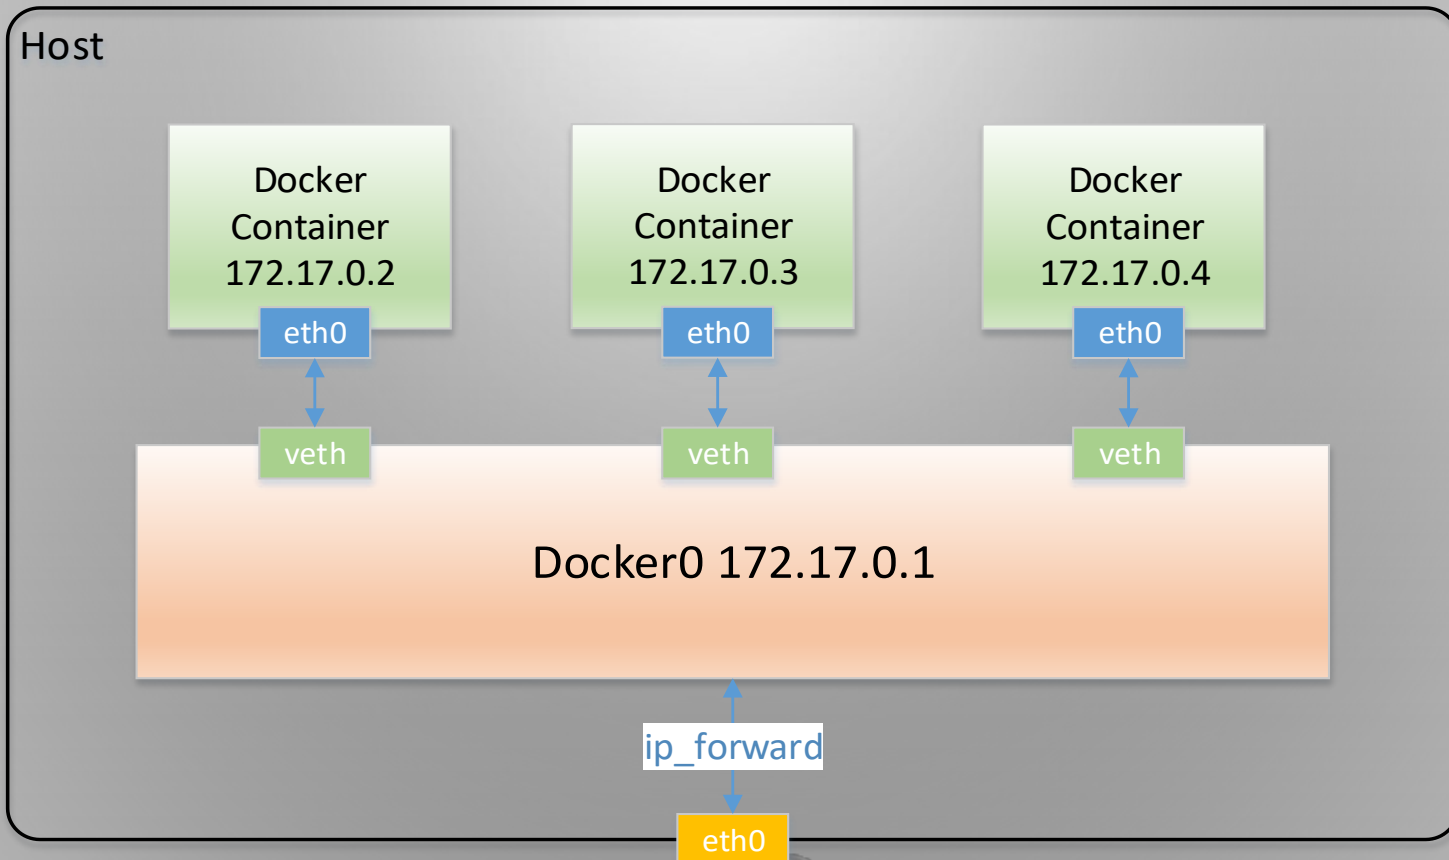 Host
Docker
Container
172.17.0.2
Docker
Container
172.17.0.3
Docker
Container
172.17.0.4
eth0
eth0
eth0
veth
veth
veth
Docker0 172.17.0.1
ip_forward
eth0